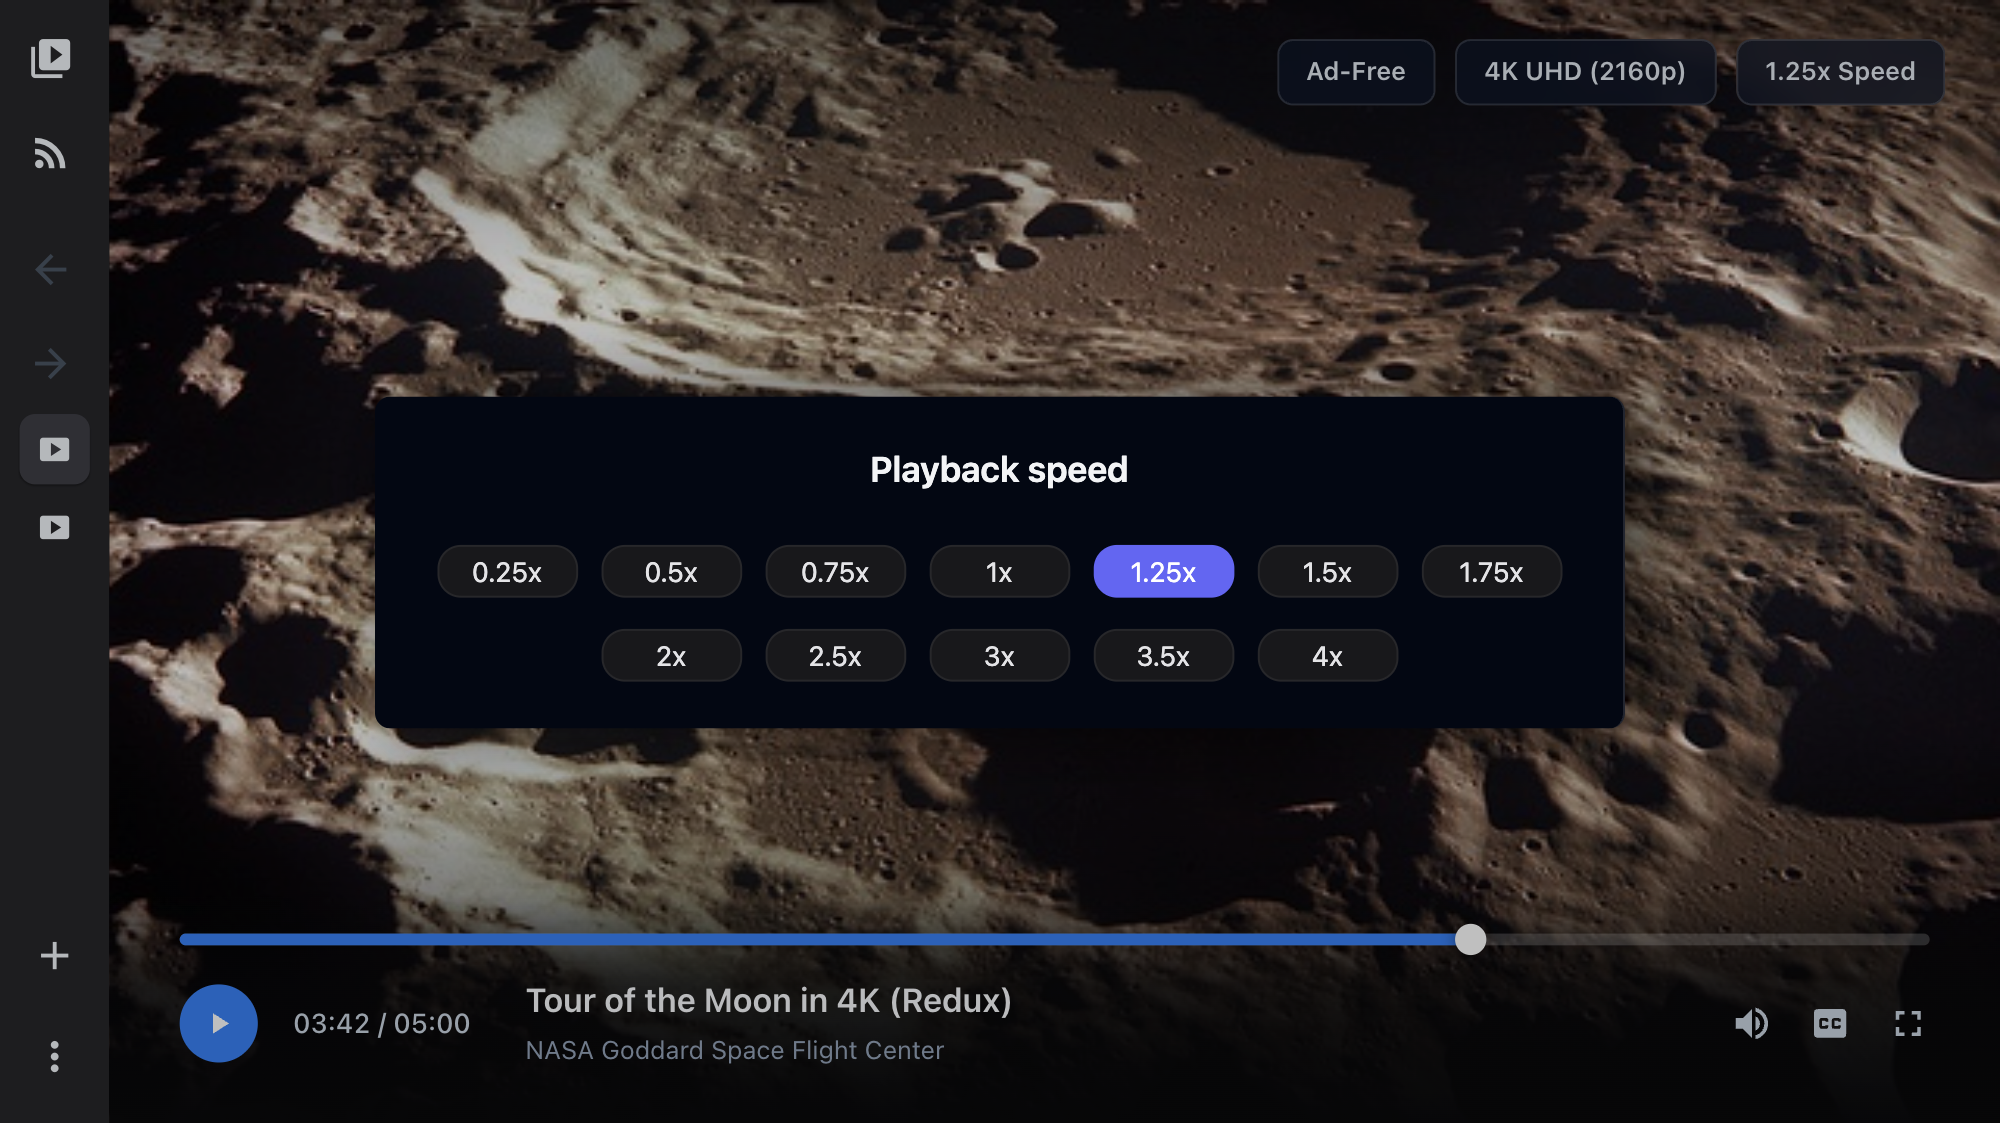 Ad-Free
4K UHD (2160p)
1.25x Speed
Playback speed
0.25x
0.5x
0.75x
1x
1.25x
1.5x
1.75x
2x
2.5x
3x
3.5x
4x
03:42 / 05:00
Tour of the Moon in 4K (Redux)
NASA Goddard Space Flight Center
CC